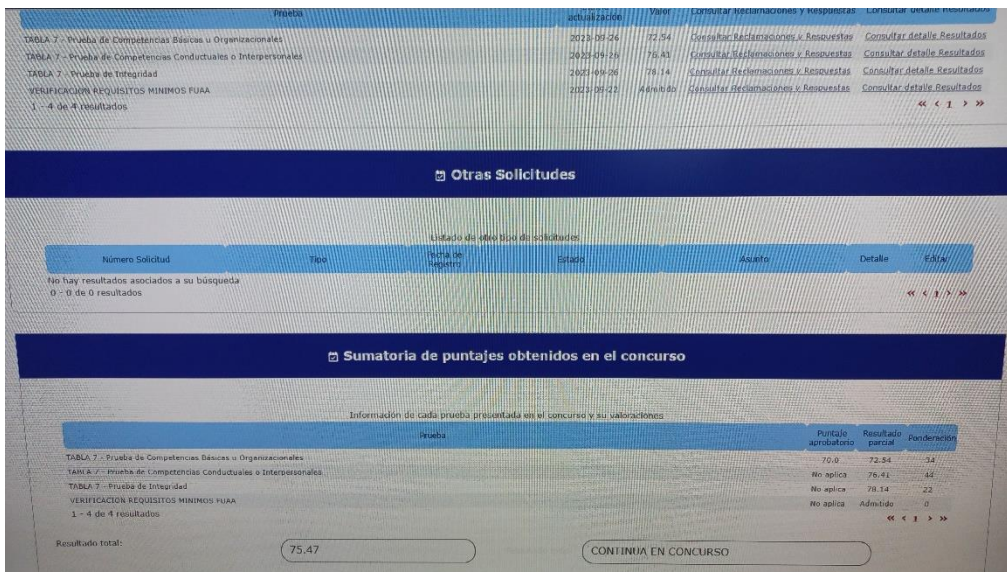 Prueba actualización Valor Consultar Reclamaciones y Respuestas Consultar detalle Resultados
TABLA 7 - Prueba de Competencias Básicas u Organizacionales 2023-09-26 72.54 Consultar Reclamaciones y Respuestas Consultar detalle Resultados
TABLA 7 - Prueba de Competencias Conductuales o Interpersonales 2023-09-26 76.41 Consultar Reclamaciones y Respuestas Consultar detalle Resultados
TABLA 7 - Prueba de Integridad 2023-09-26 78.14 Consultar Reclamaciones y Respuestas Consultar detalle Resultados
VERIFICACION REQUISITOS MINIMOS FUAA 2023-09-22 Admitido Consultar Reclamaciones y Respuestas Consultar detalle Resultados
1 - 4 de 4 resultados « < 1 > »
Otras Solicitudes
Listado de otro tipo de solicitudes
Número Solicitud Tipo Fecha de Registro Estado Asunto Detalle Editar
No hay resultados asociados a su búsqueda
0 - 0 de 0 resultados « < 1 > »
Sumatoria de puntajes obtenidos en el concurso
Información de cada prueba presentada en el concurso y su valoraciones
Prueba Puntaje aprobatorio Resultado parcial Ponderación
TABLA 7 - Prueba de Competencias Básicas u Organizacionales 70.0 72.54 34
TABLA 7 - Prueba de Competencias Conductuales o Interpersonales No aplica 76.41 44
TABLA 7 - Prueba de Integridad No aplica 78.14 22
VERIFICACION REQUISITOS MINIMOS FUAA No aplica Admitido 0
1 - 4 de 4 resultados « < 1 > »
Resultado total: 75.47 CONTINUA EN CONCURSO